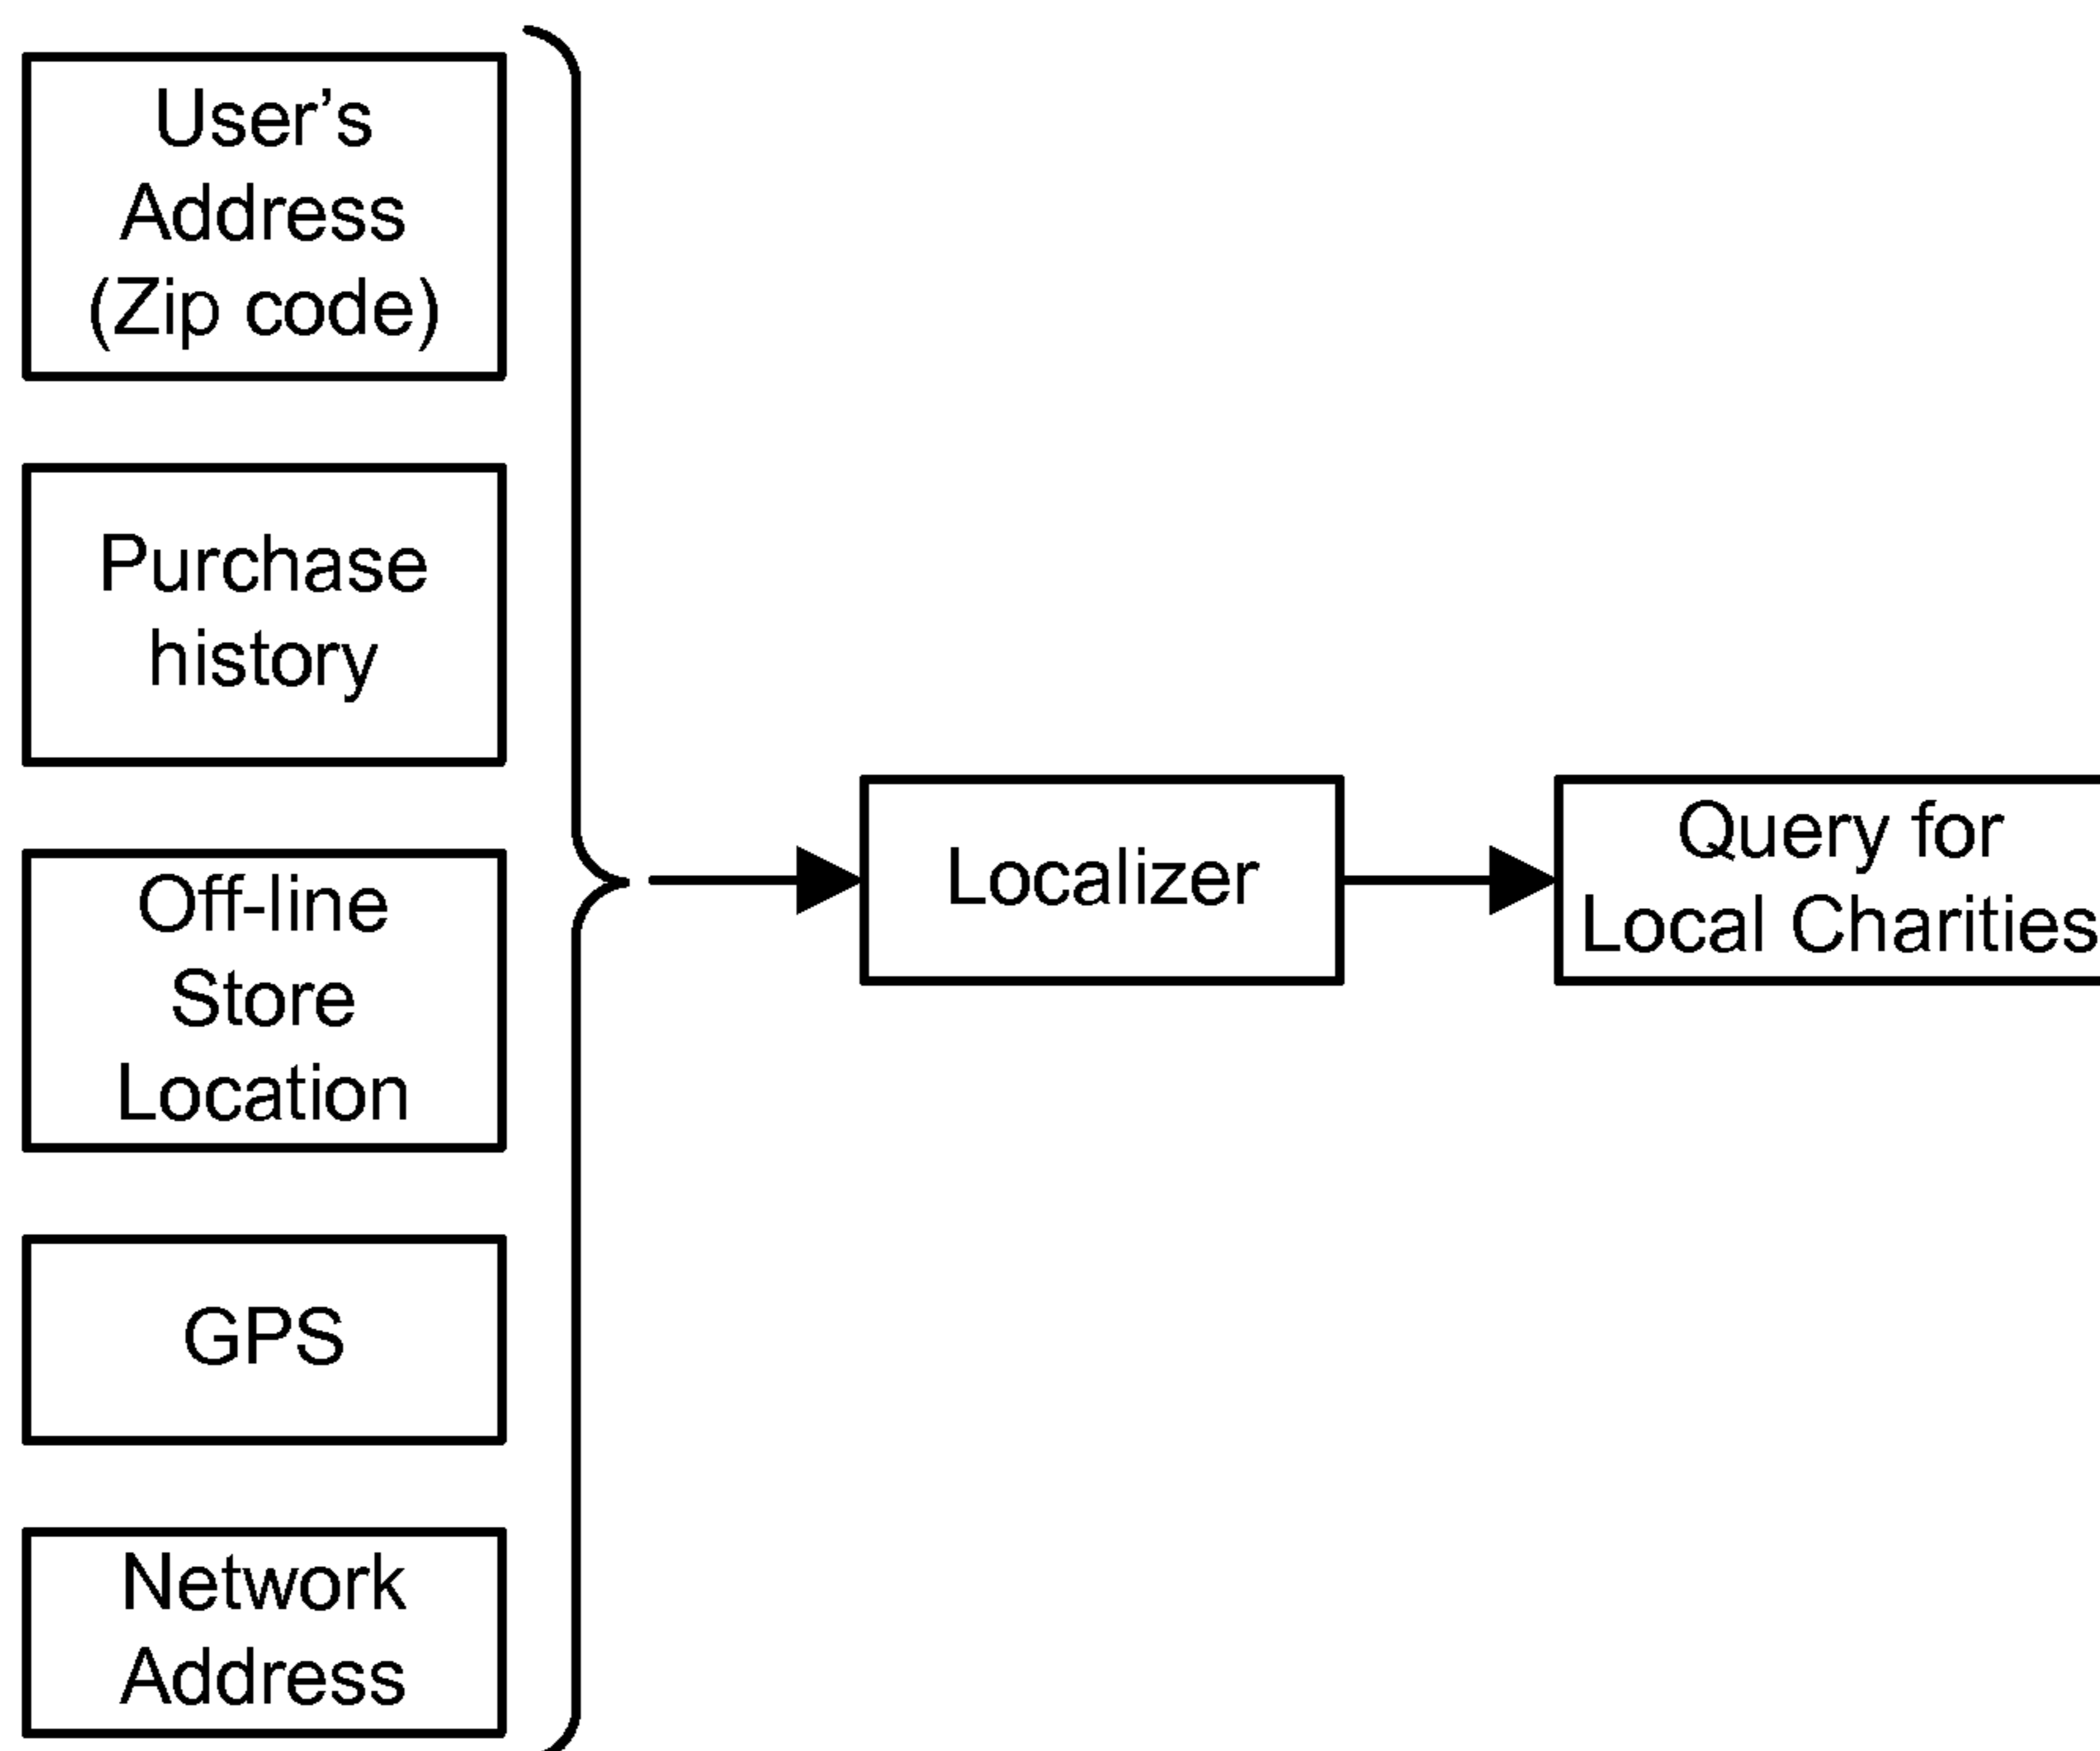 User’s
Address
(Zip code)
Purchase
history
Off-line
Store
Location
GPS
Network
Address
Localizer
Query for
Local Charities